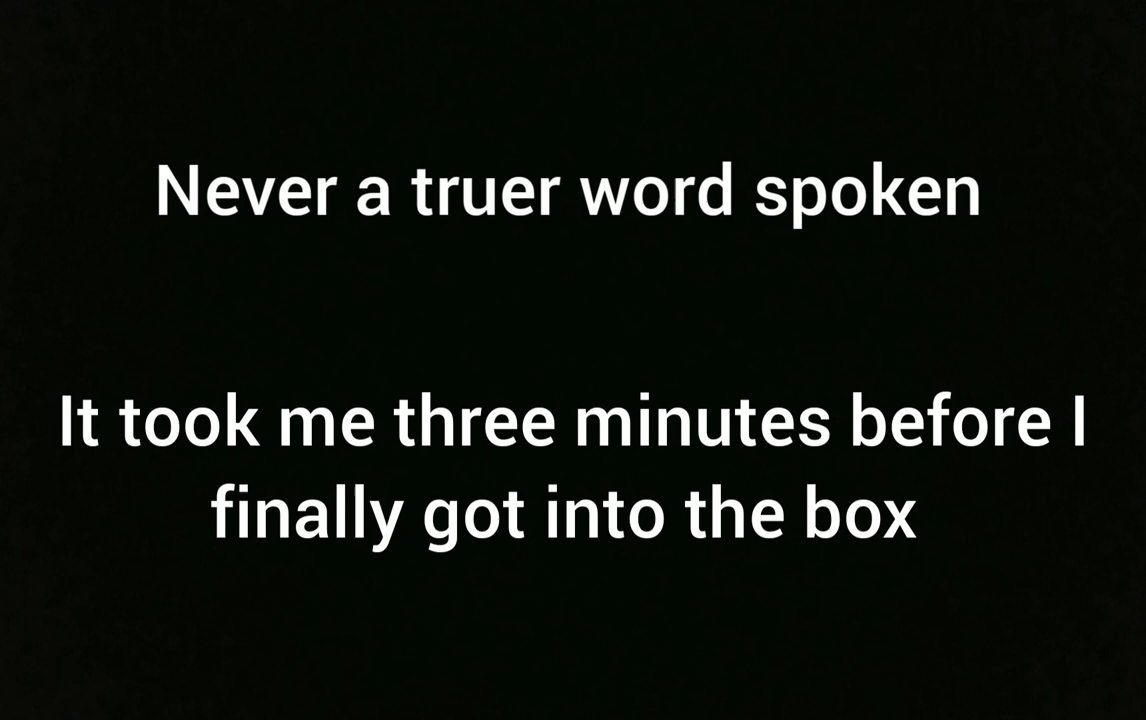 Never a truer word spoken
It took me three minutes before I
finally got into the box